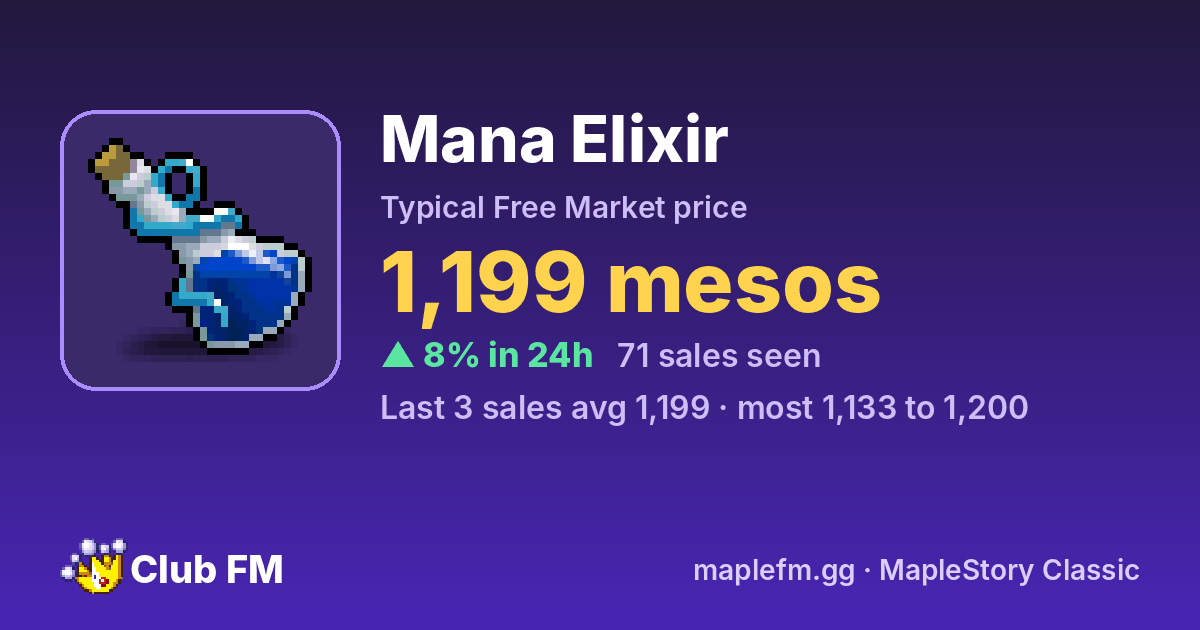 Mana Elixir
Typical Free Market price
1,199 mesos
▲ 8% in 24h 71 sales seen
Last 3 sales avg 1,199 · most 1,133 to 1,200
Club FM
maplefm.gg · MapleStory Classic